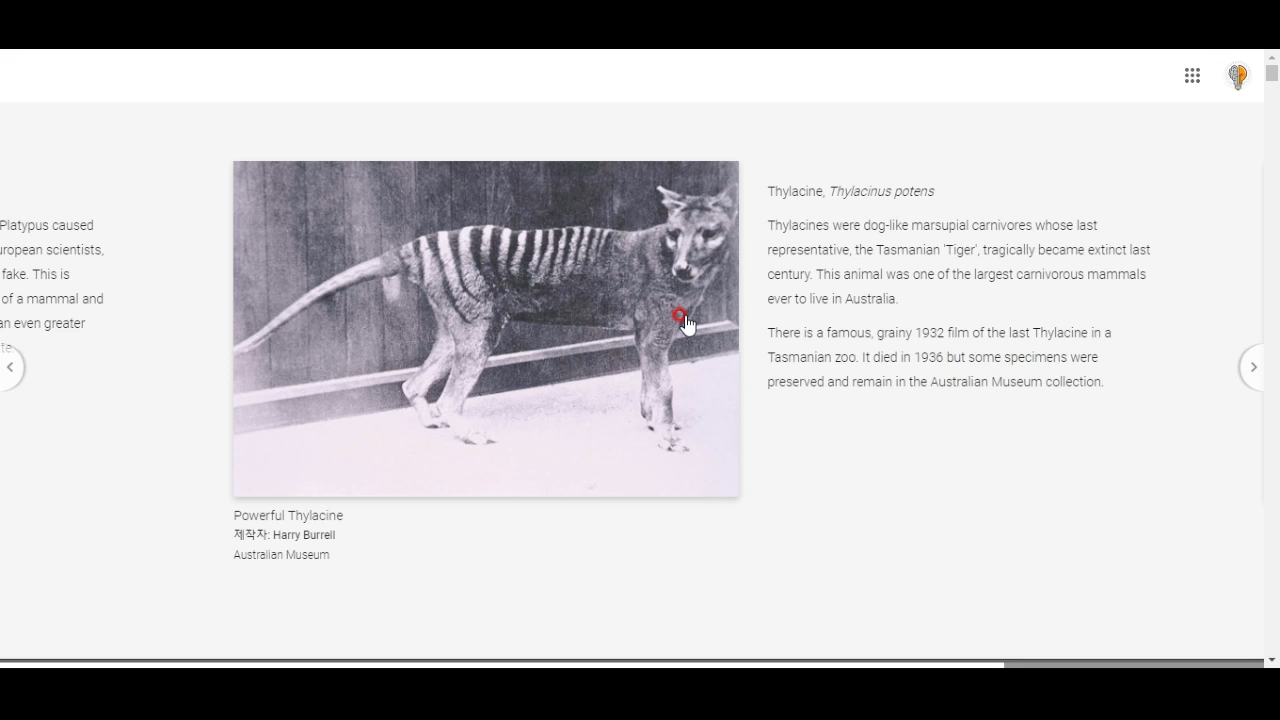 Platypus caused
uropean scientists,
fake. This is
of a mammal and
an even greater
te.
Powerful Thylacine
제작자: Harry Burrell
Australian Museum
Thylacine, Thylacinus potens
Thylacines were dog-like marsupial carnivores whose last
representative, the Tasmanian 'Tiger', tragically became extinct last
century. This animal was one of the largest carnivorous mammals
ever to live in Australia.
There is a famous, grainy 1932 film of the last Thylacine in a
Tasmanian zoo. It died in 1936 but some specimens were
preserved and remain in the Australian Museum collection.